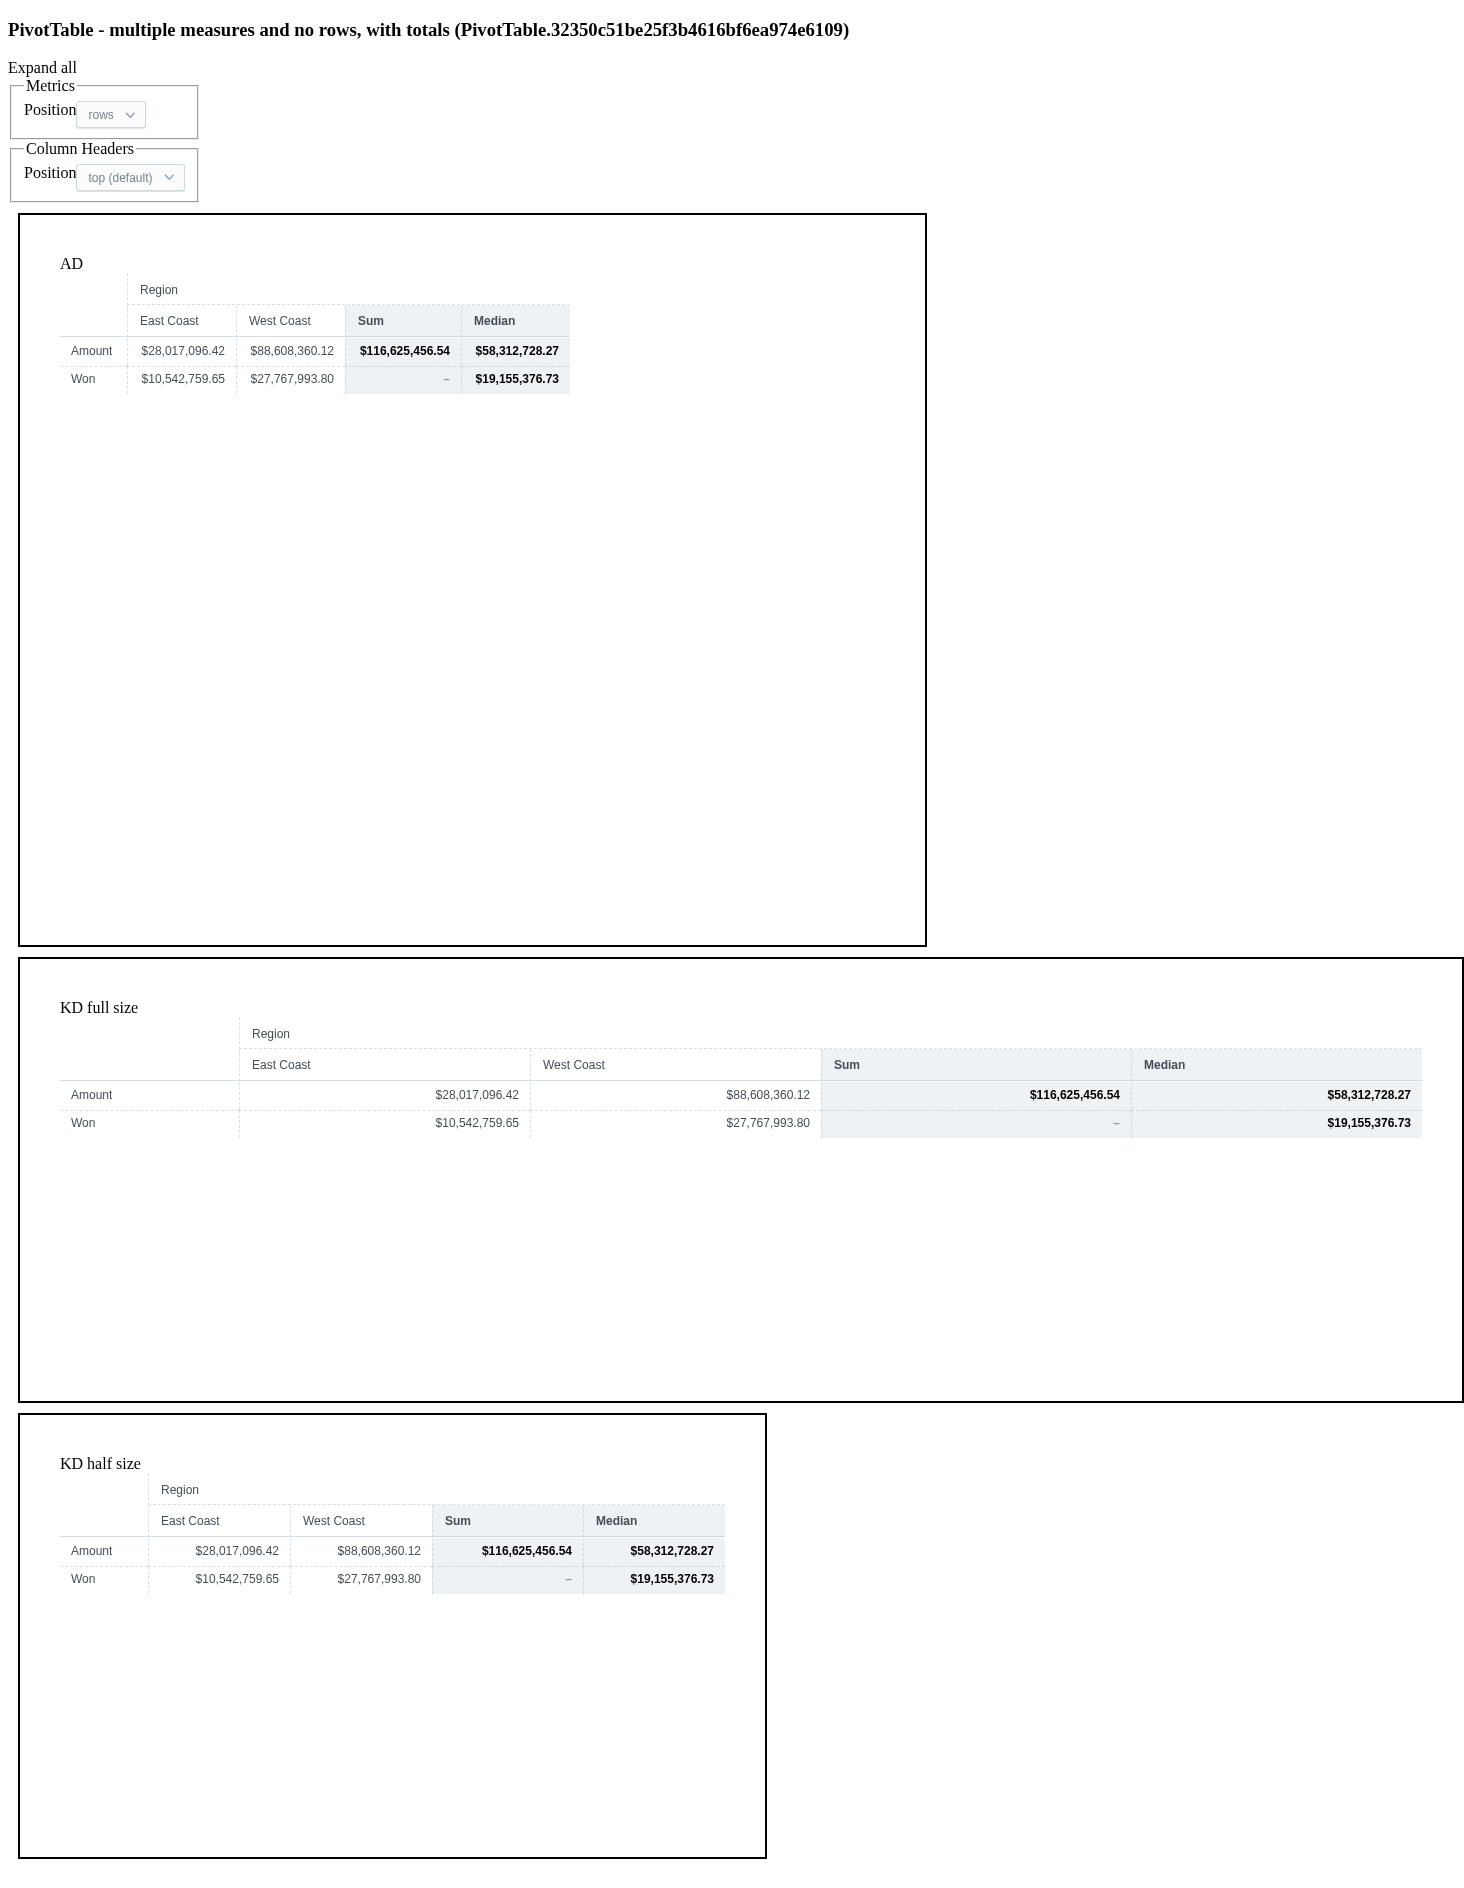 PivotTable - multiple measures and no rows, with totals (PivotTable.32350c51be25f3b4616bf6ea974e6109)
Expand all
Metrics
Position rows
Column Headers
Position top (default)
AD
Region
East Coast West Coast Sum Median
Amount $28,017,096.42 $88,608,360.12 $116,625,456.54 $58,312,728.27
Won $10,542,759.65 $27,767,993.80 – $19,155,376.73
KD full size
Region
East Coast West Coast Sum Median
Amount $28,017,096.42 $88,608,360.12 $116,625,456.54 $58,312,728.27
Won $10,542,759.65 $27,767,993.80 – $19,155,376.73
KD half size
Region
East Coast West Coast Sum Median
Amount $28,017,096.42 $88,608,360.12 $116,625,456.54 $58,312,728.27
Won $10,542,759.65 $27,767,993.80 – $19,155,376.73